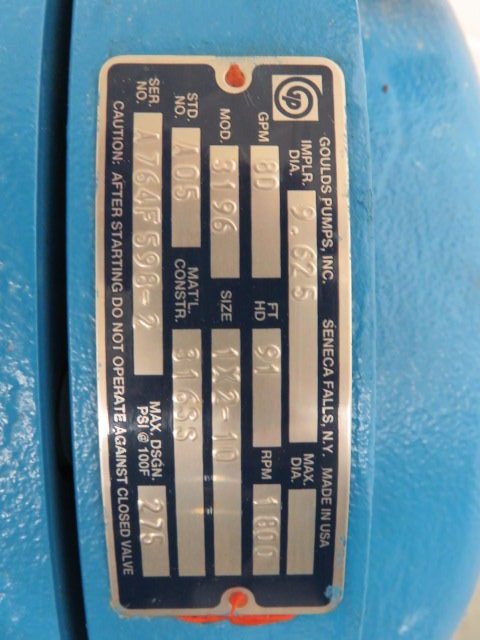 GOULDS PUMPS, INC. SENECA FALLS, N.Y. MADE IN USA
IMPLR. DIA. 9.625 MAX. DIA.
GPM 80 FT HD 91 RPM 1800
MOD. 3196 SIZE 1X2-10
STD. NO. A05 MAT'L. CONSTR. 316SS
SER. NO. A764F598-2 MAX. DSGN. PSI @ 100F 275
CAUTION: AFTER STARTING DO NOT OPERATE AGAINST CLOSED VALVE